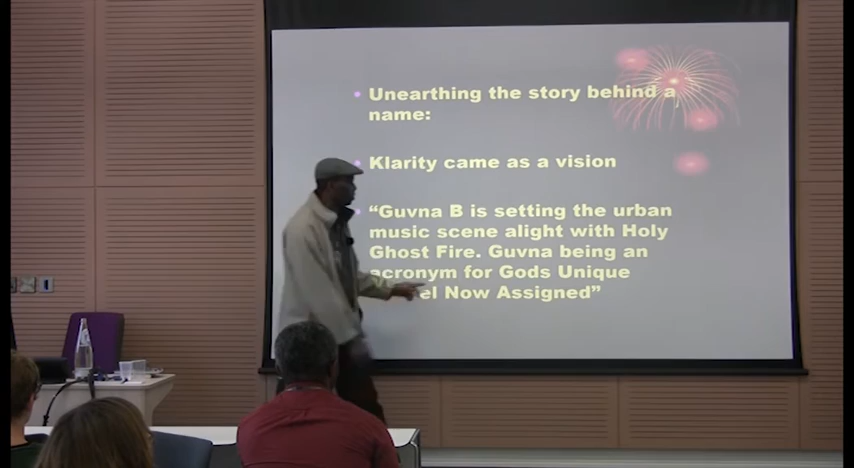 Unearthing the story behind a
name:
Klarity came as a vision
“Guvna B is setting the urban
music scene alight with Holy
Ghost Fire. Guvna being an
acronym for Gods Unique
Now Assigned”